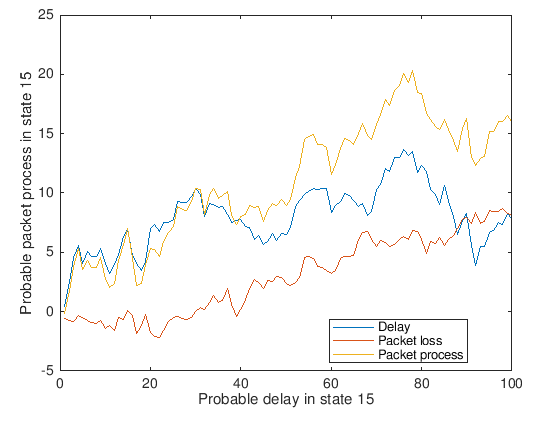 25
20
15
10
5
0
-5
Probable packet process in state 15
Delay
Packet loss
Packet process
0 20 40 60 80 100
Probable delay in state 15